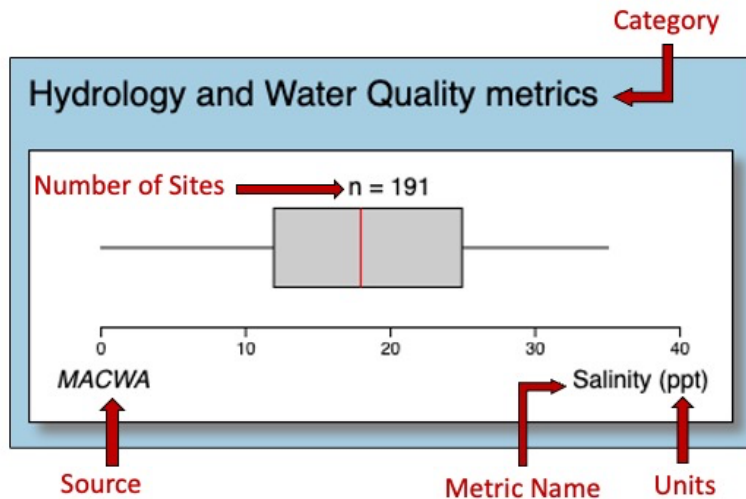 Category
Hydrology and Water Quality metrics
Number of Sites
n = 191
0 10 20 30 40
MACWA
Salinity (ppt)
Source
Metric Name
Units